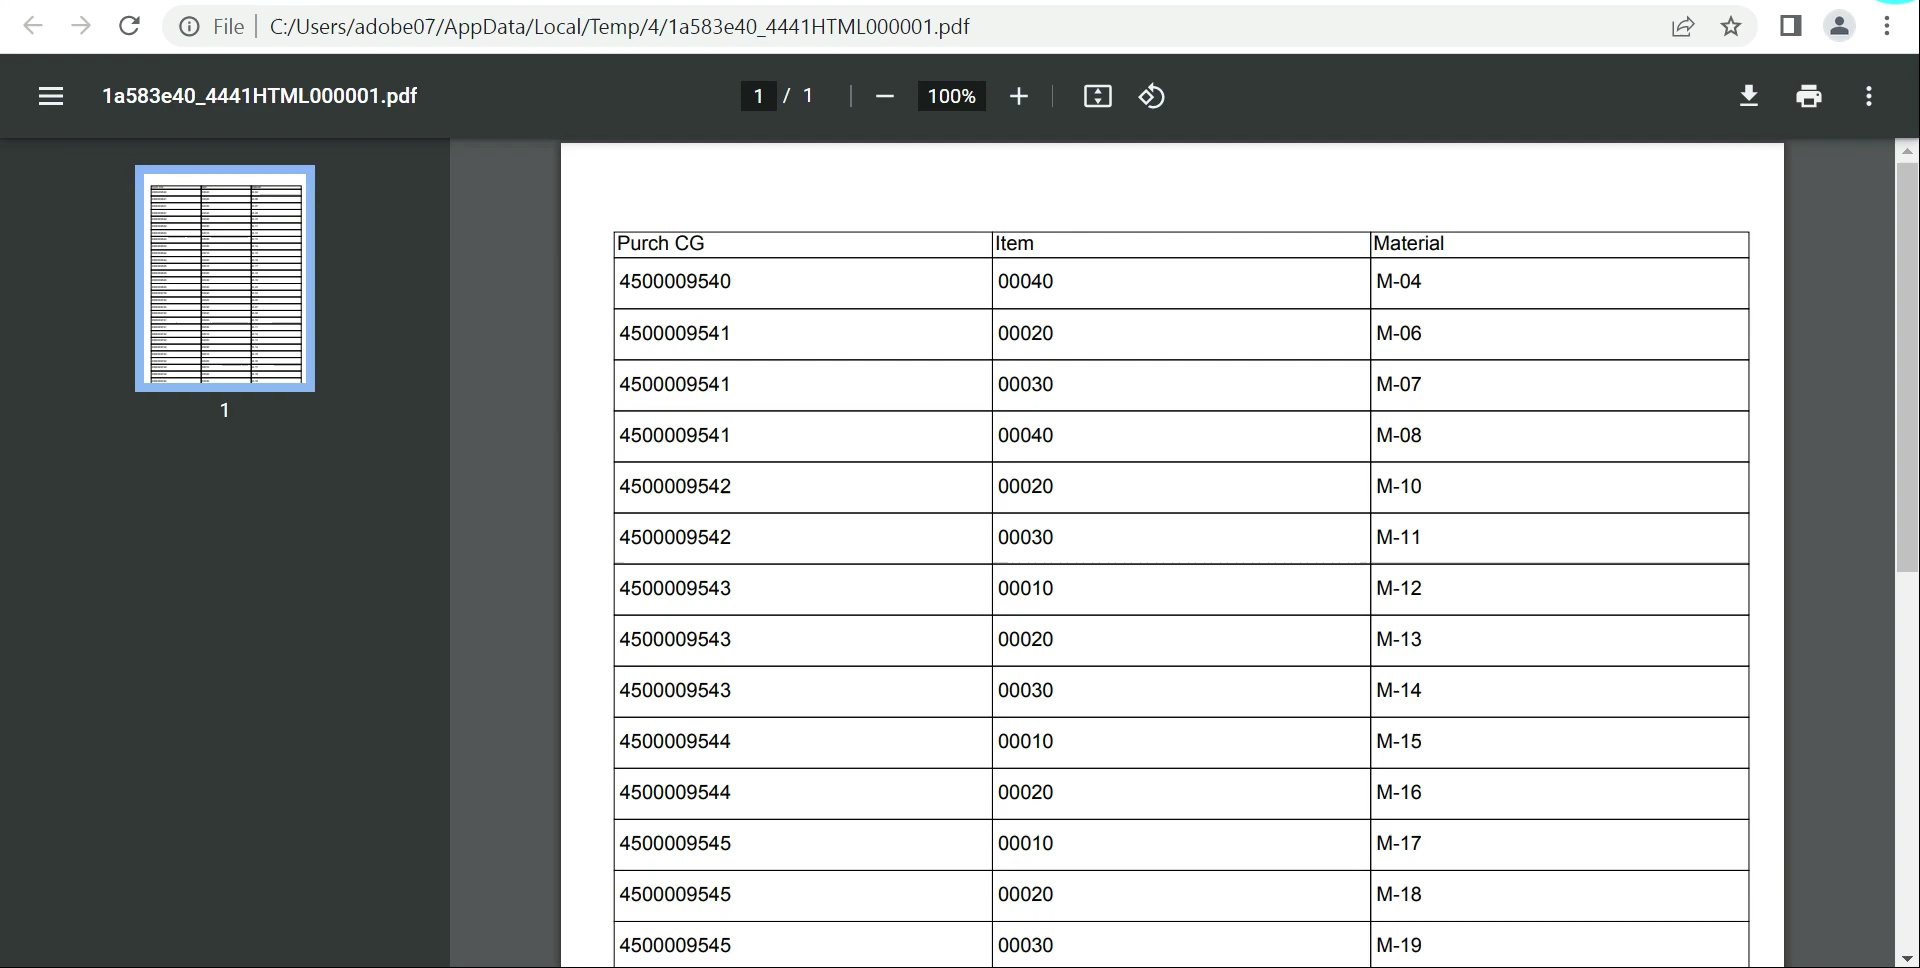 File C:/Users/adobe07/AppData/Local/Temp/4/1a583e40_4441HTML000001.pdf
1a583e40_4441HTML000001.pdf 1 / 1 100%
1
Purch CG Item Material
4500009540 00040 M-04
4500009541 00020 M-06
4500009541 00030 M-07
4500009541 00040 M-08
4500009542 00020 M-10
4500009542 00030 M-11
4500009543 00010 M-12
4500009543 00020 M-13
4500009543 00030 M-14
4500009544 00010 M-15
4500009544 00020 M-16
4500009545 00010 M-17
4500009545 00020 M-18
4500009545 00030 M-19